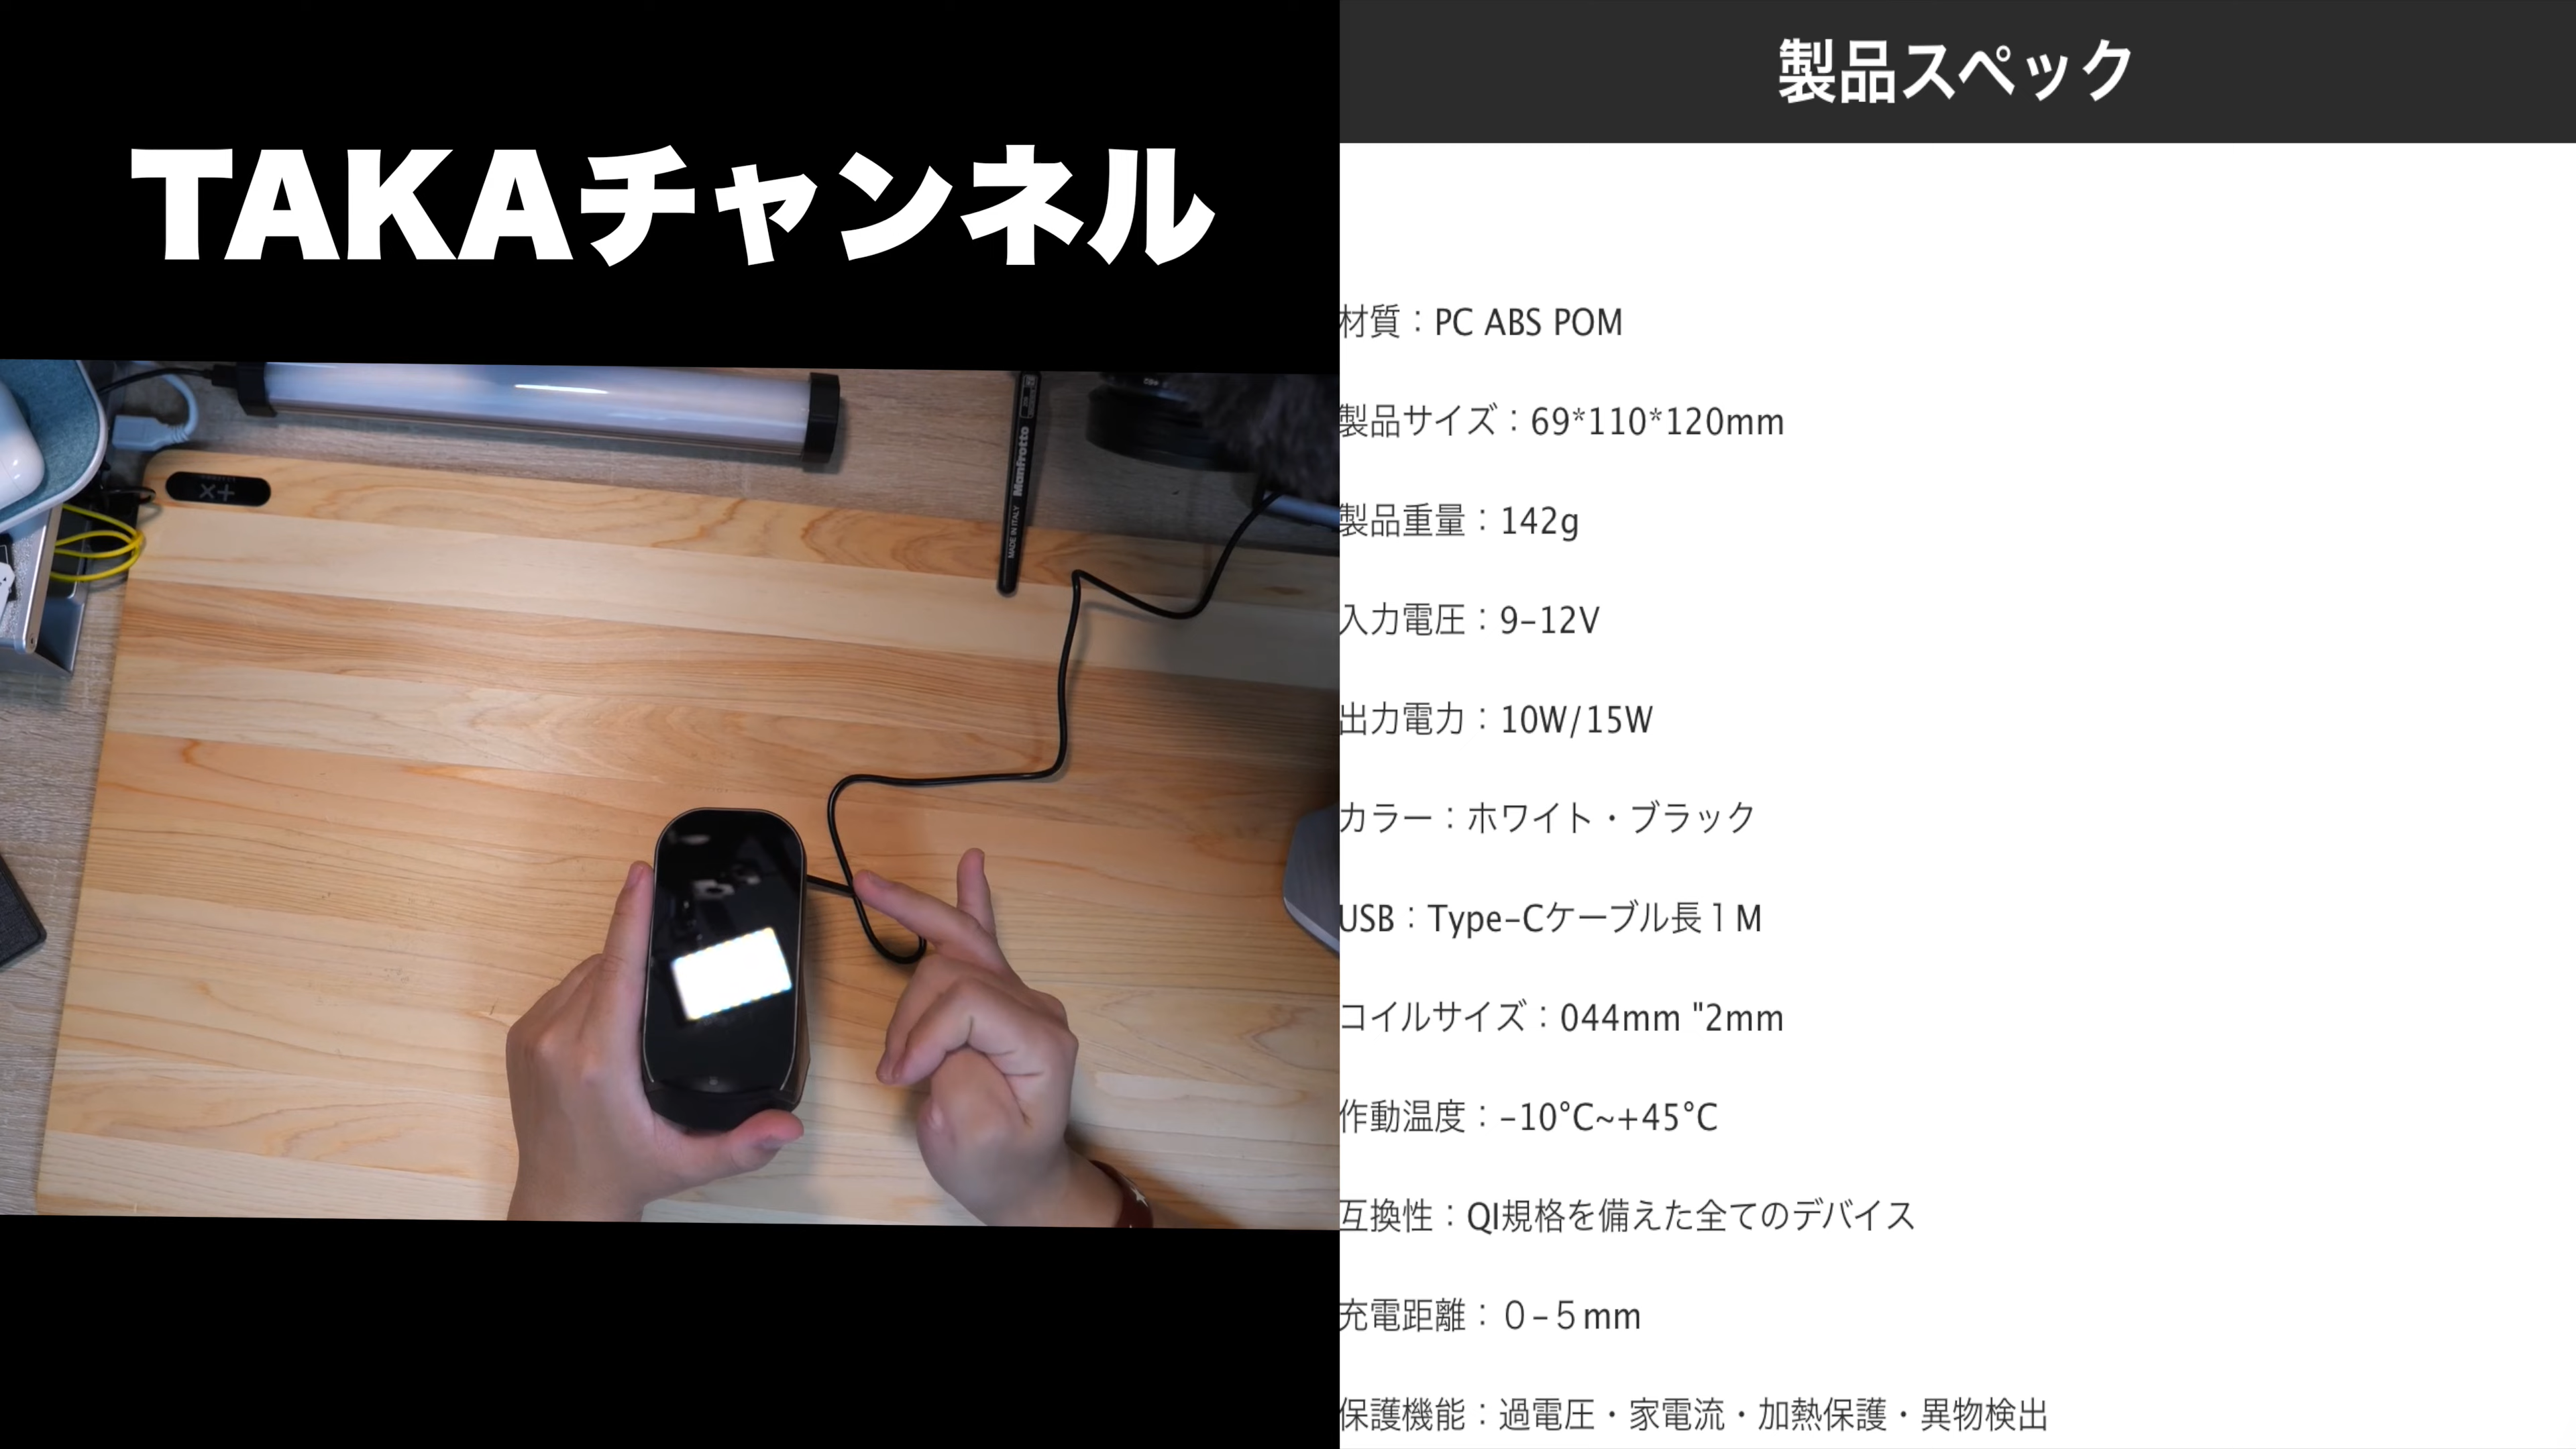 TAKAチャンネル
Manfrotto
MADE IN ITALY
製品スペック
材質：PC ABS POM
製品サイズ：69*110*120mm
製品重量：142g
入力電圧：9-12V
出力電力：10W/15W
カラー：ホワイト・ブラック
USB：Type-Cケーブル長１M
コイルサイズ：044mm "2mm
作動温度：-10°C~+45°C
互換性：QI規格を備えた全てのデバイス
充電距離：０-５mm
保護機能：過電圧・家電流・加熱保護・異物検出